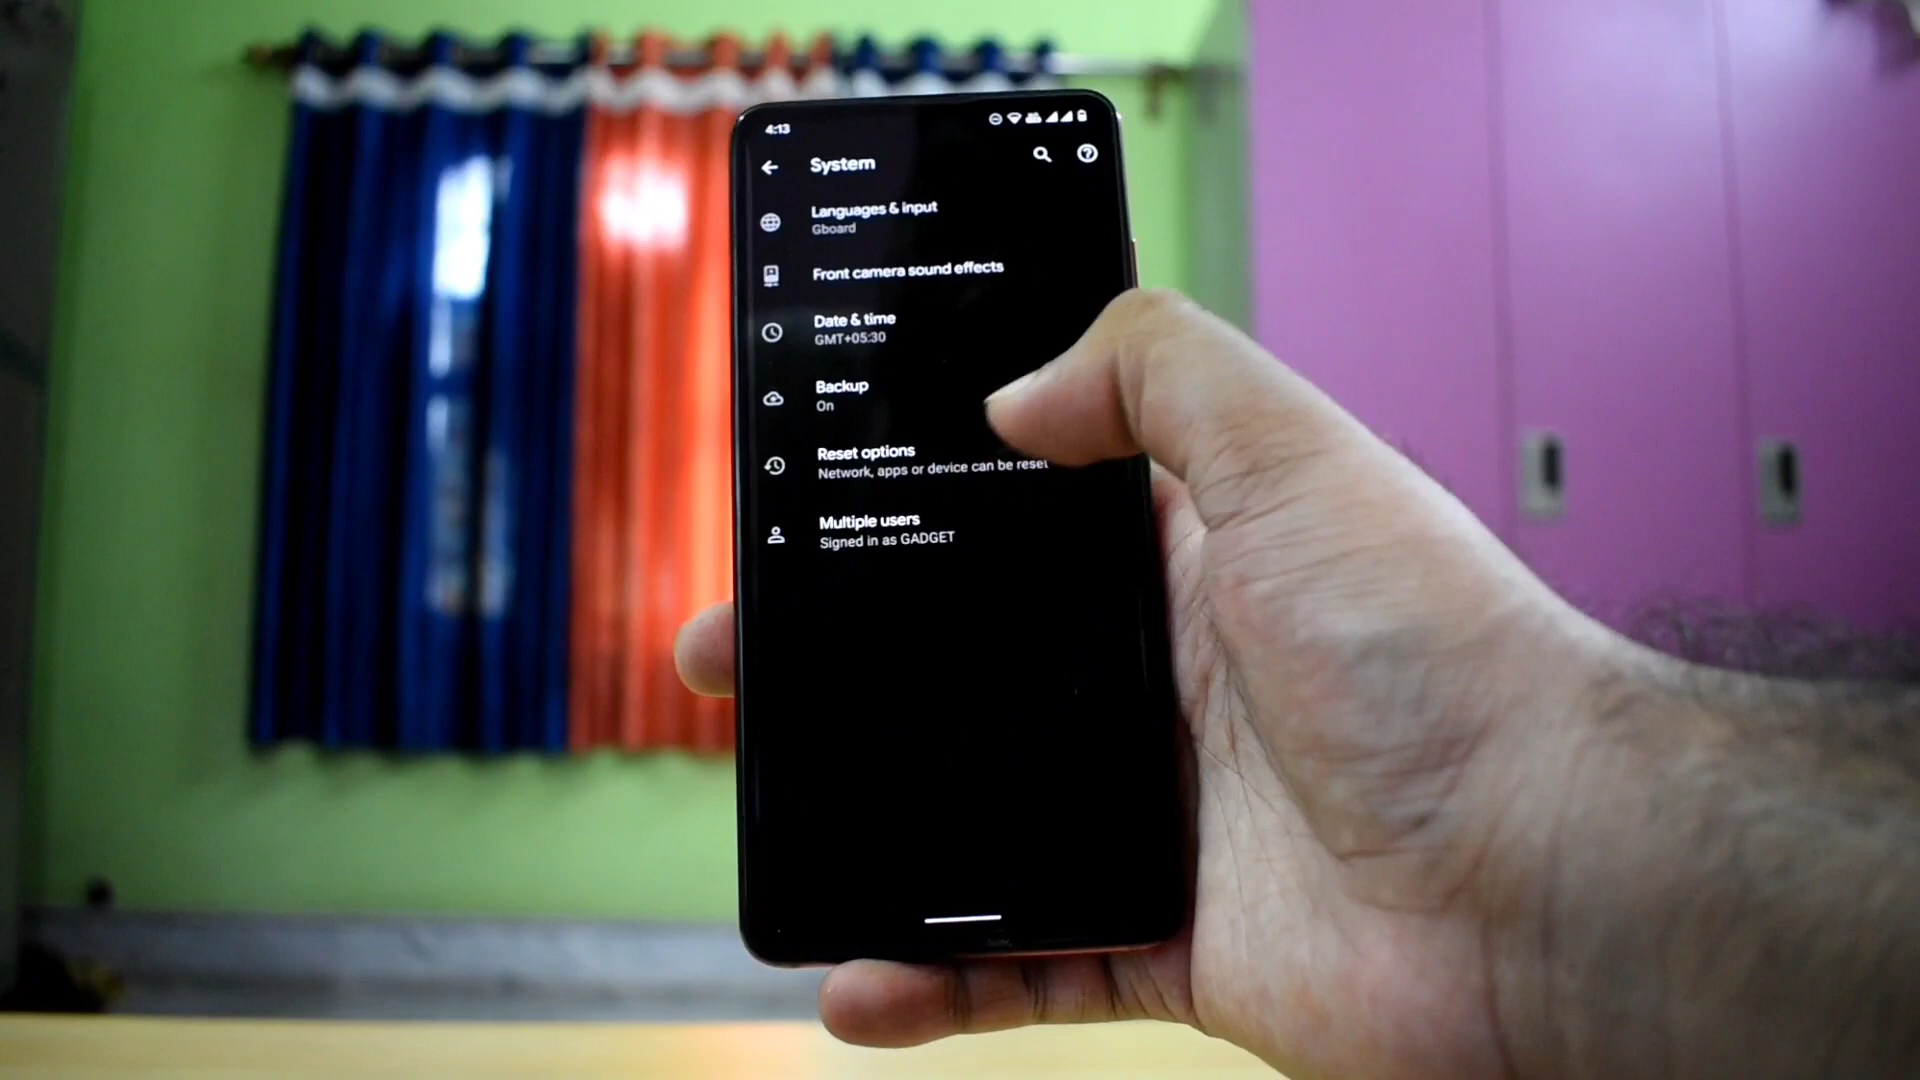 4:13
System
Languages & input
Gboard
Front camera sound effects
Date & time
GMT+05:30
Backup
On
Reset options
Network, apps or device can be reset
Multiple users
Signed in as GADGET